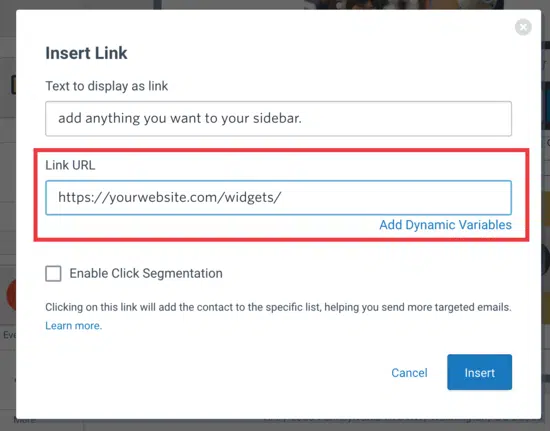 Insert Link
Text to display as link
add anything you want to your sidebar.
Link URL
https://yourwebsite.com/widgets/
Add Dynamic Variables
Enable Click Segmentation
Clicking on this link will add the contact to the specific list, helping you send more targeted emails.
Learn more.
Cancel
Insert
More